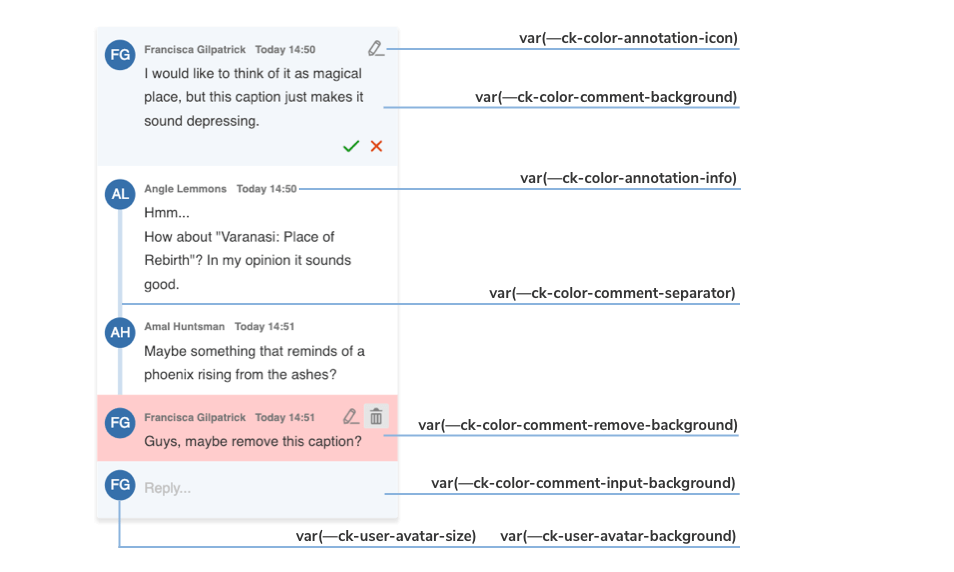 FG Francisca Gilpatrick Today 14:50 var(—ck-color-annotation-icon)
I would like to think of it as magical
place, but this caption just makes it var(—ck-color-comment-background)
sound depressing.
AL Angle Lemmons Today 14:50 var(—ck-color-annotation-info)
Hmm...
How about "Varanasi: Place of
Rebirth"? In my opinion it sounds
good.
var(—ck-color-comment-separator)
AH Amal Huntsman Today 14:51
Maybe something that reminds of a
phoenix rising from the ashes?
FG Francisca Gilpatrick Today 14:51 var(—ck-color-comment-remove-background)
Guys, maybe remove this caption?
FG Reply... var(—ck-color-comment-input-background)
var(—ck-user-avatar-size) var(—ck-user-avatar-background)